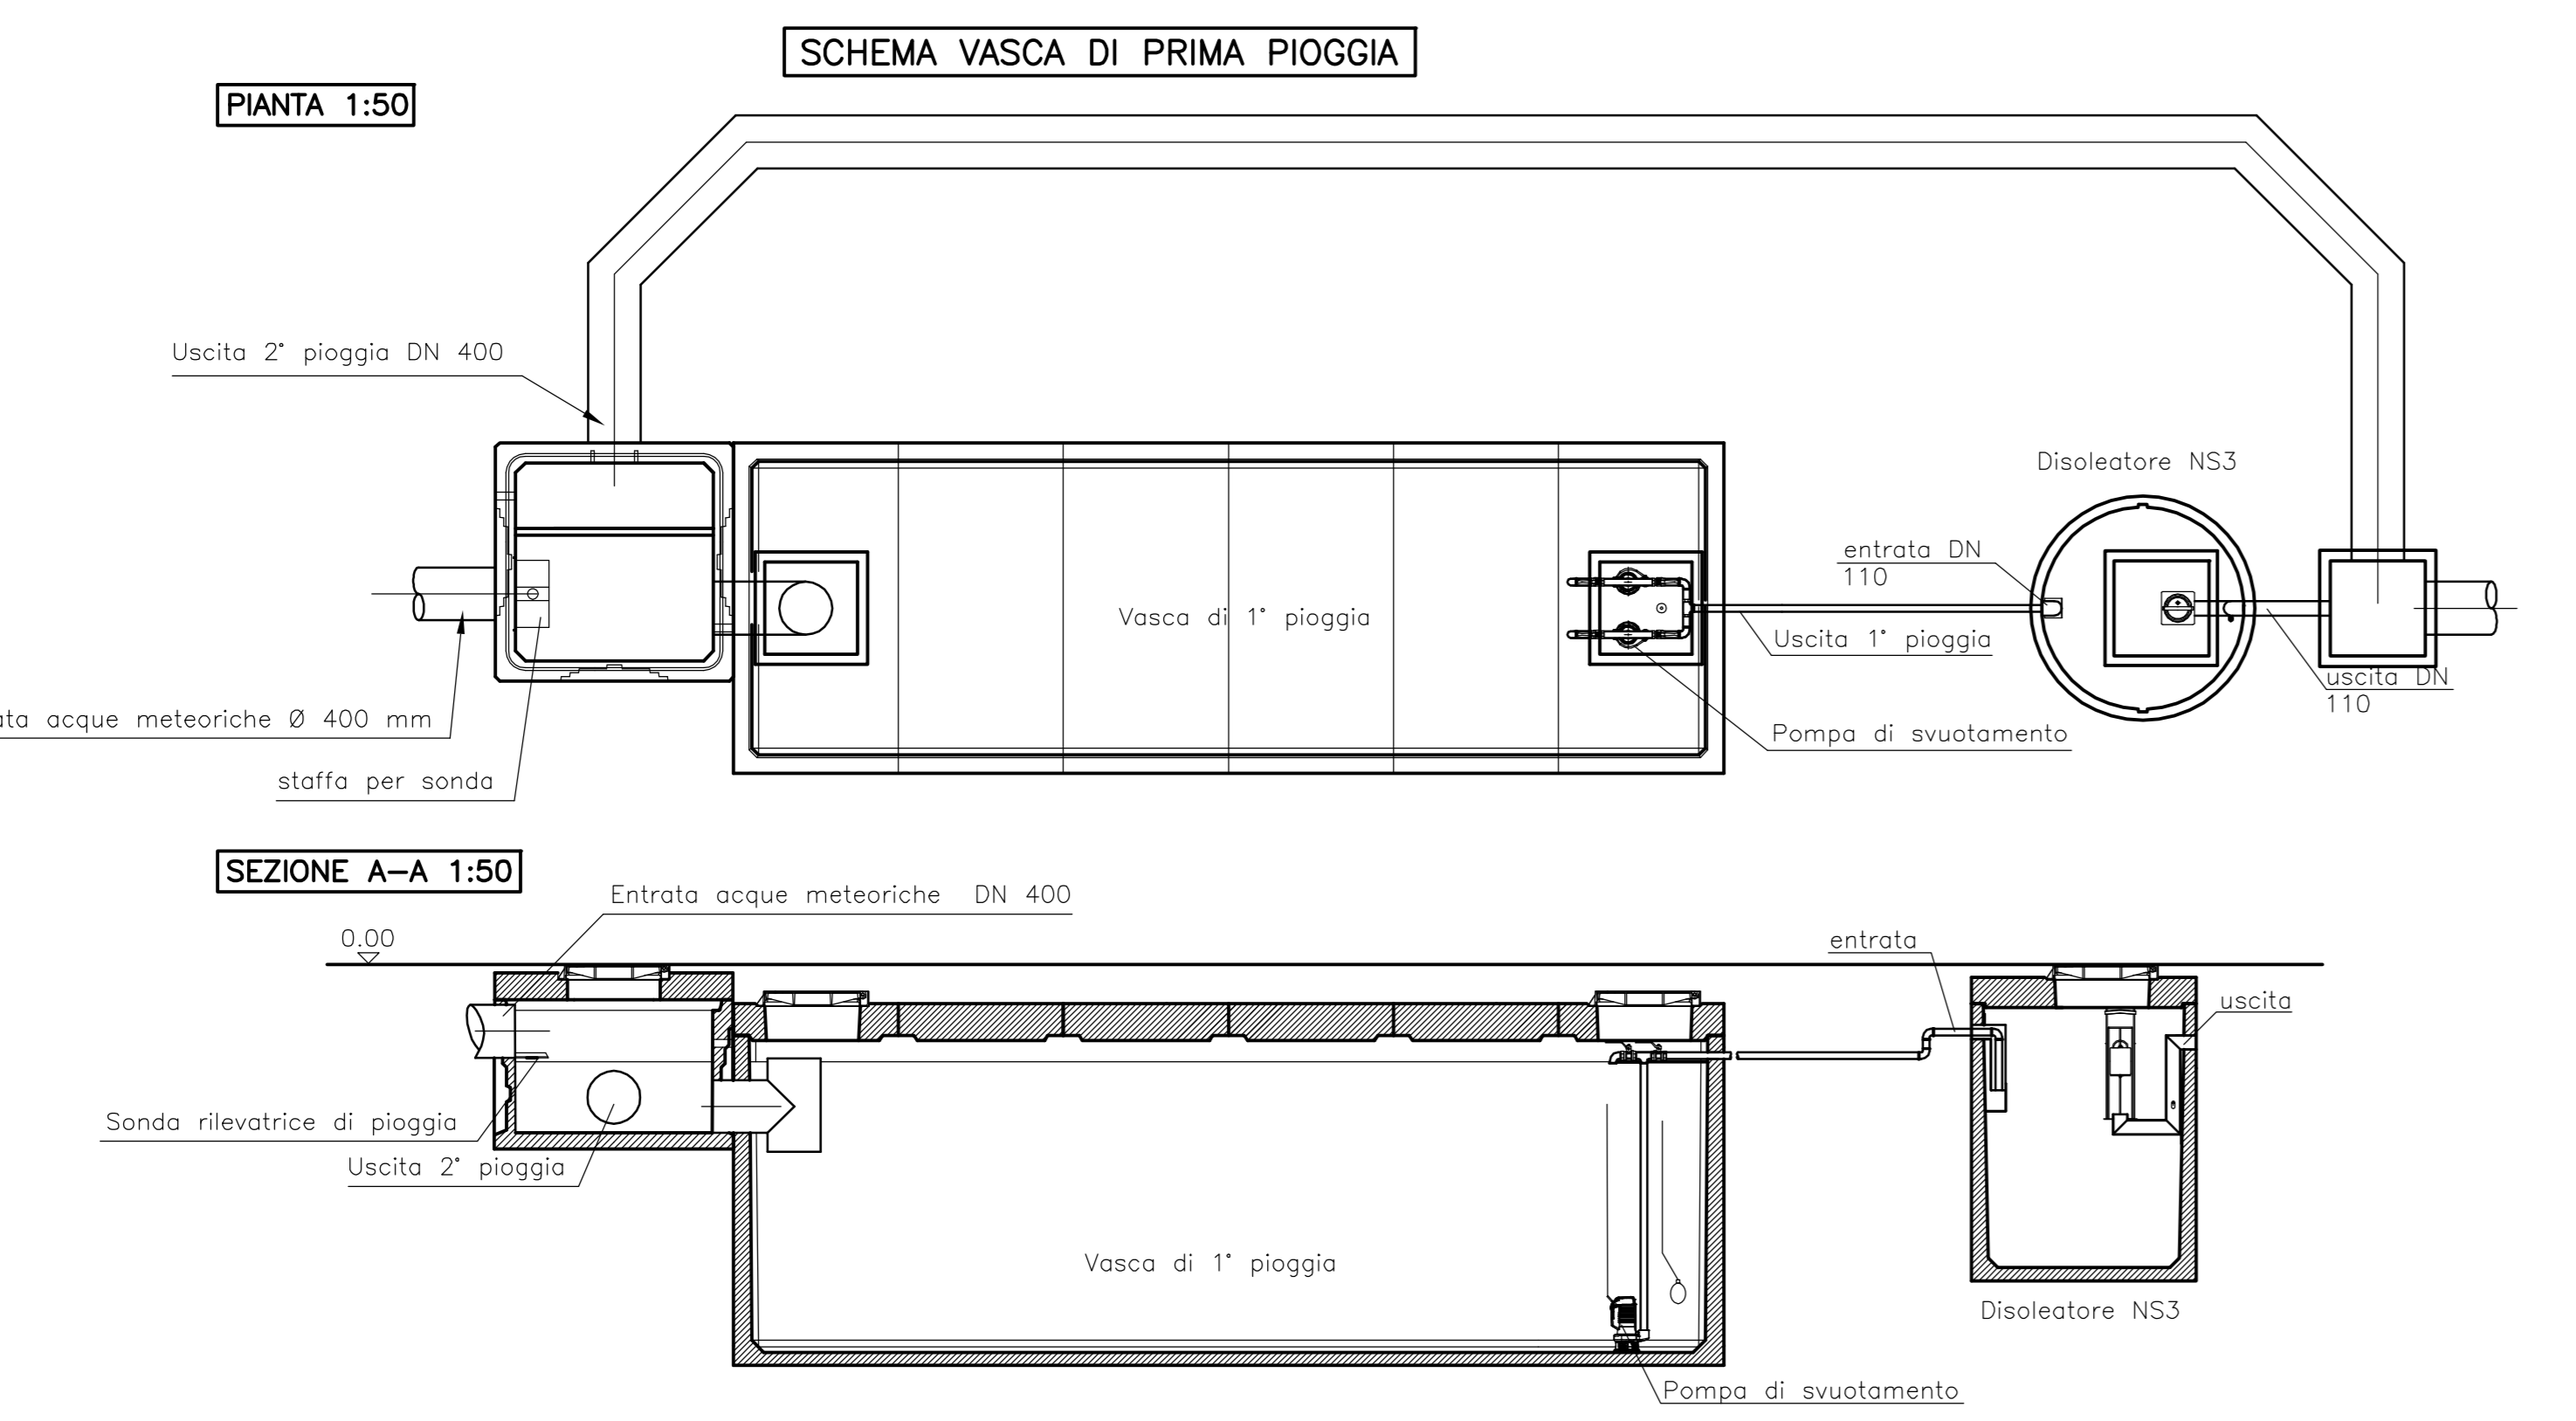 SCHEMA VASCA DI PRIMA PIOGGIA
PIANTA 1:50
Uscita 2° pioggia DN 400
Disoleatore NS3
entrata DN
110
Vasca di 1° pioggia
Uscita 1° pioggia
uscita DN
110
acque meteoriche Ø 400 mm
Pompa di svuotamento
staffa per sonda
SEZIONE A-A 1:50
Entrata acque meteoriche DN 400
0.00
entrata
uscita
Sonda rilevatrice di pioggia
Uscita 2° pioggia
Vasca di 1° pioggia
Disoleatore NS3
Pompa di svuotamento